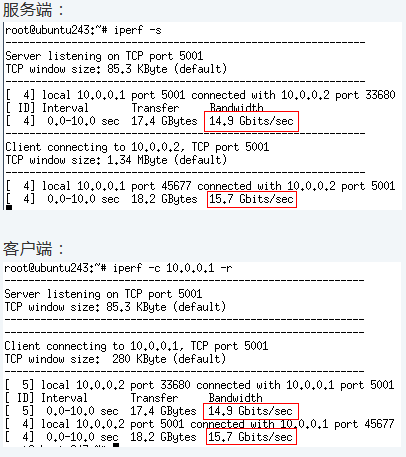 服务端：
root@ubuntu243:~# iperf -s
------------------------------------------------------------
Server listening on TCP port 5001
TCP window size: 85.3 KByte (default)
------------------------------------------------------------
[  4] local 10.0.0.1 port 5001 connected with 10.0.0.2 port 33680
[ ID] Interval       Transfer     Bandwidth
[  4]  0.0-10.0 sec  17.4 GBytes  14.9 Gbits/sec
------------------------------------------------------------
Client connecting to 10.0.0.2, TCP port 5001
TCP window size: 1.34 MByte (default)
------------------------------------------------------------
[  4] local 10.0.0.1 port 45677 connected with 10.0.0.2 port 5001
[  4]  0.0-10.0 sec  18.2 GBytes  15.7 Gbits/sec
客户端：
root@ubuntu243:~# iperf -c 10.0.0.1 -r
------------------------------------------------------------
Server listening on TCP port 5001
TCP window size: 85.3 KByte (default)
------------------------------------------------------------
------------------------------------------------------------
Client connecting to 10.0.0.1, TCP port 5001
TCP window size:  280 KByte (default)
------------------------------------------------------------
[  5] local 10.0.0.2 port 33680 connected with 10.0.0.1 port 5001
[ ID] Interval       Transfer     Bandwidth
[  5]  0.0-10.0 sec  17.4 GBytes  14.9 Gbits/sec
[  4] local 10.0.0.2 port 5001 connected with 10.0.0.1 port 45677
[  4]  0.0-10.0 sec  18.2 GBytes  15.7 Gbits/sec